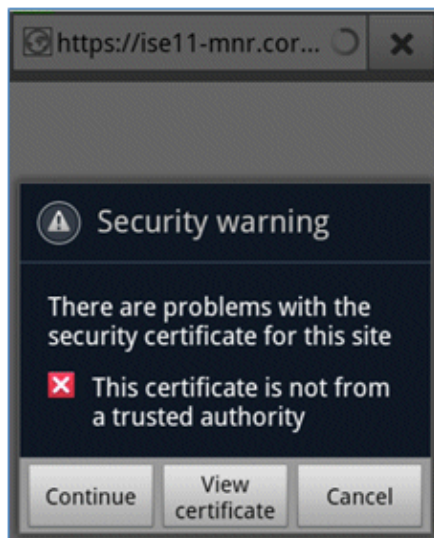 https://ise11-mnr.cor...
Security warning
There are problems with the
security certificate for this site
This certificate is not from
a trusted authority
Continue
View
certificate
Cancel